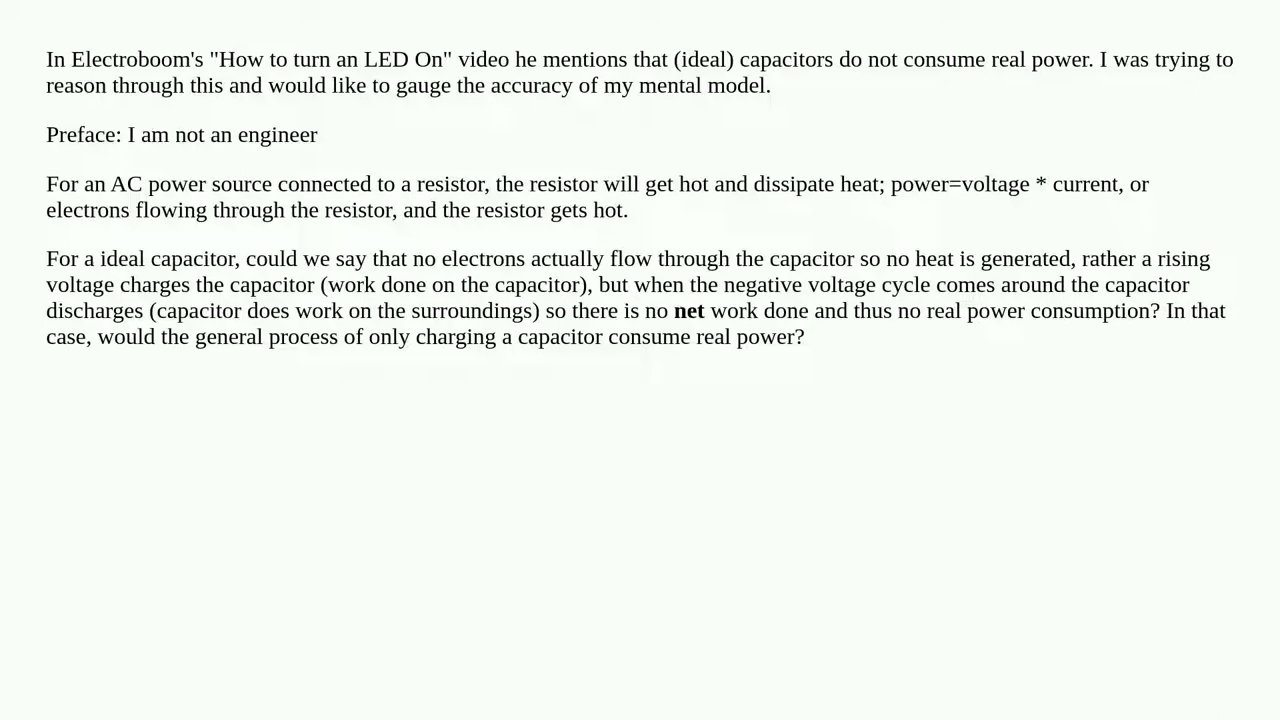 In Electroboom's "How to turn an LED On" video he mentions that (ideal) capacitors do not consume real power. I was trying to
reason through this and would like to gauge the accuracy of my mental model.
Preface: I am not an engineer
For an AC power source connected to a resistor, the resistor will get hot and dissipate heat; power=voltage * current, or
electrons flowing through the resistor, and the resistor gets hot.
For a ideal capacitor, could we say that no electrons actually flow through the capacitor so no heat is generated, rather a rising
voltage charges the capacitor (work done on the capacitor), but when the negative voltage cycle comes around the capacitor
discharges (capacitor does work on the surroundings) so there is no net work done and thus no real power consumption? In that
case, would the general process of only charging a capacitor consume real power?